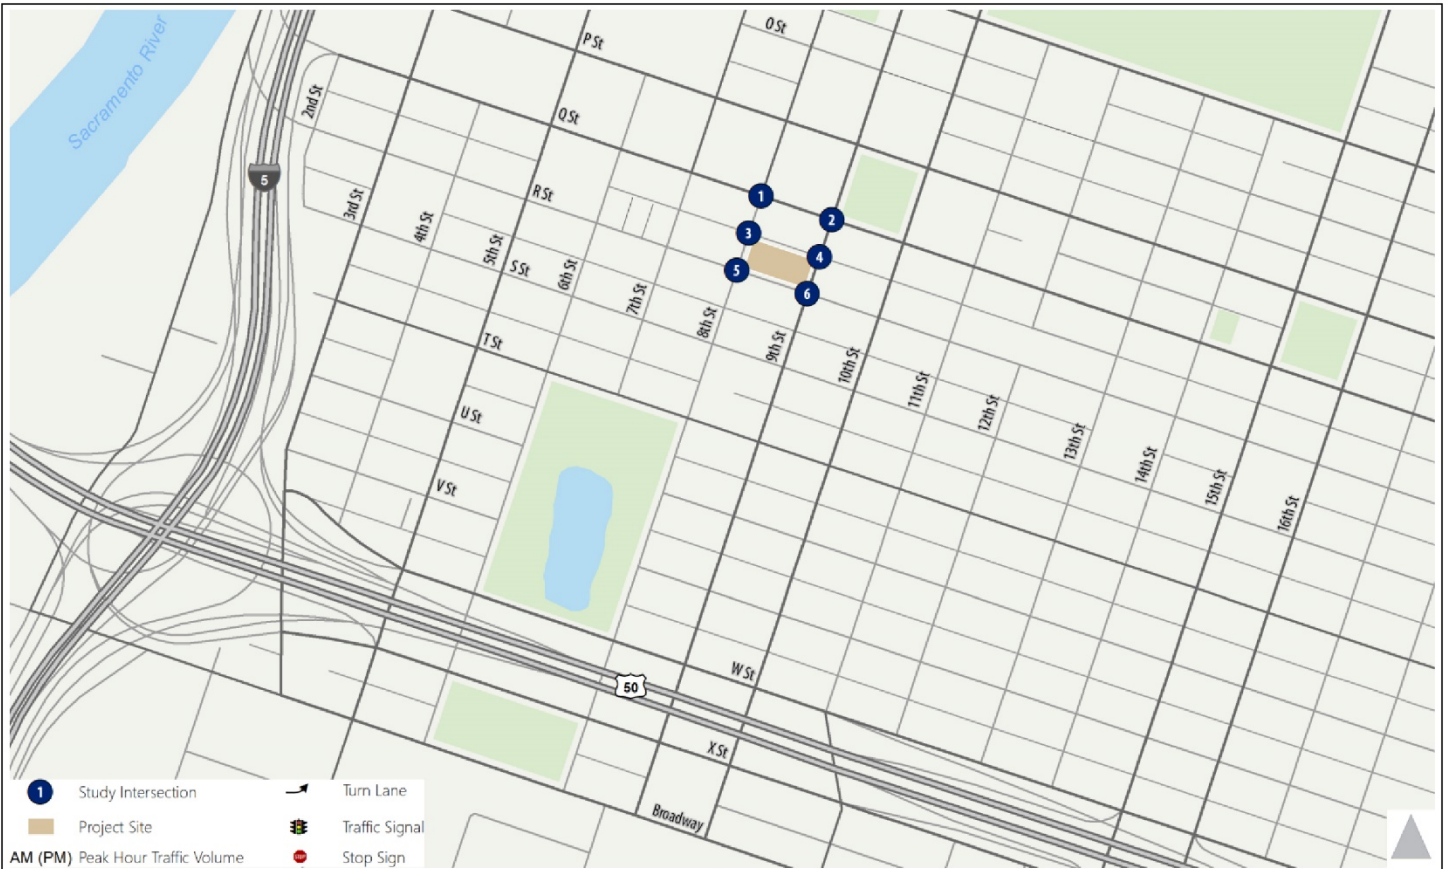 Sacramento River
O St
P St
2nd St
Q St
5
R St
1
3rd St
2
4th St
3
5th St
4
S St
5
6th St
6
7th St
8th St
T St
9th St
10th St
11th St
12th St
U St
13th St
14th St
V St
15th St
16th St
W St
50
X St
Broadway
1 Study Intersection Turn Lane
Project Site Traffic Signal
AM (PM) Peak Hour Traffic Volume STOP Stop Sign